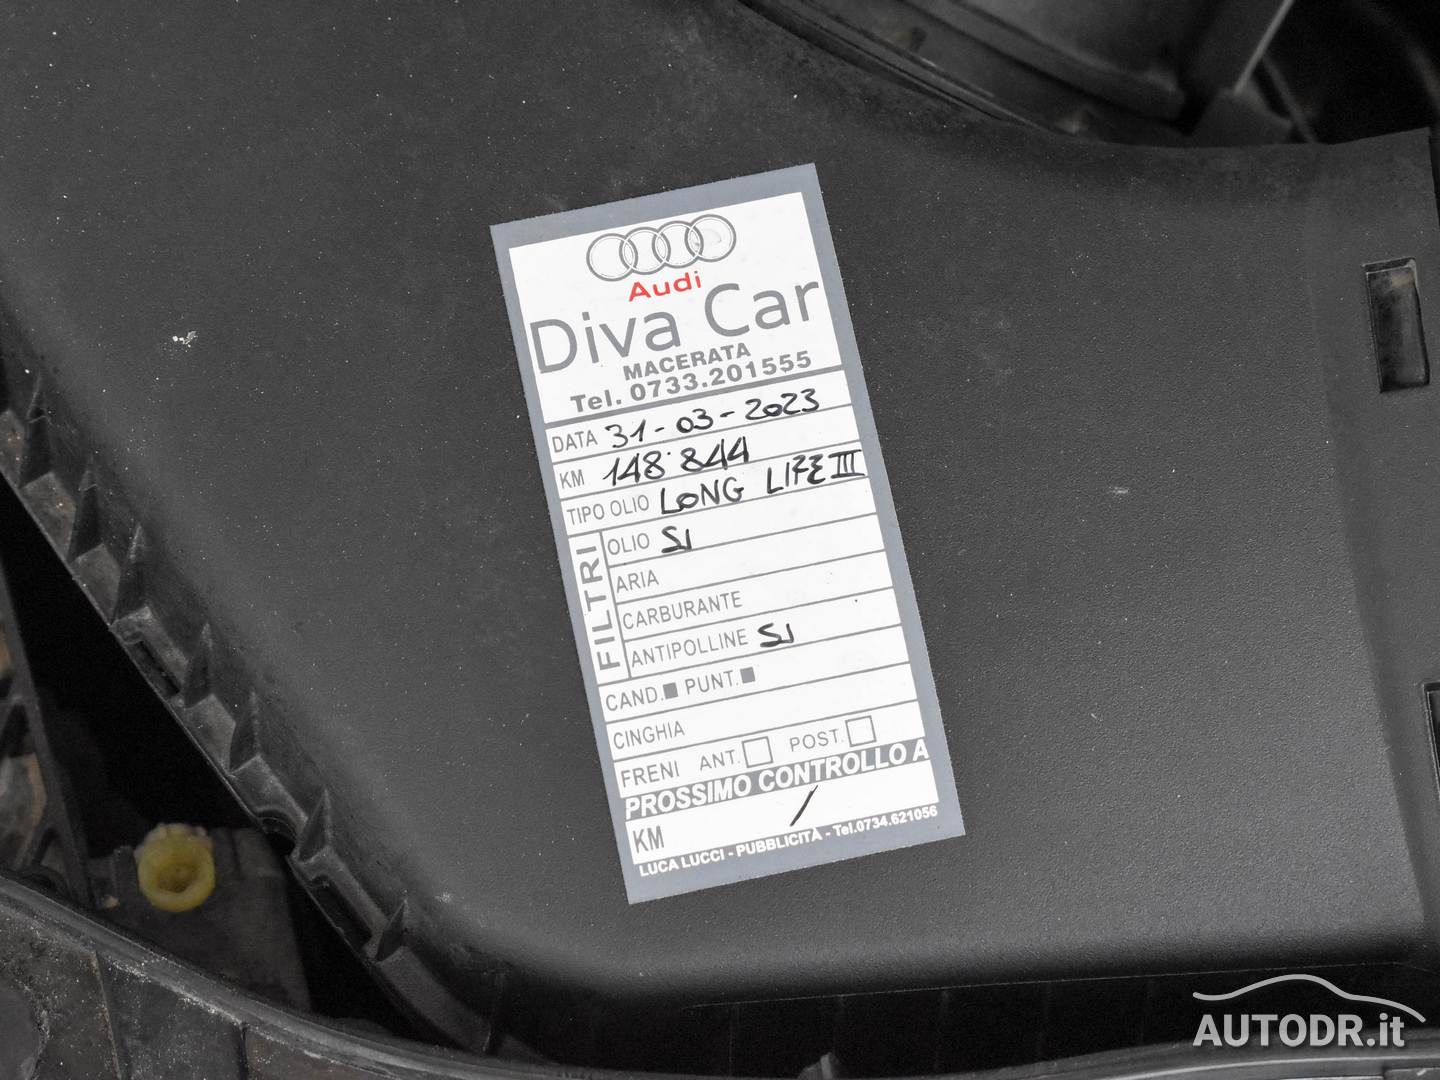 Audi
Diva Car
MACERATA
Tel. 0733.201555
DATA 31-03-2023
KM 148.844
TIPO OLIO LONG LIFE III
FILTRI
OLIO SI
ARIA
CARBURANTE
ANTIPOLLINE SI
CAND. PUNT.
CINGHIA
FRENI ANT. POST.
PROSSIMO CONTROLLO A
KM /
LUCA LUCCI - PUBBLICITÀ - Tel.0734.621056
AUTODR.it